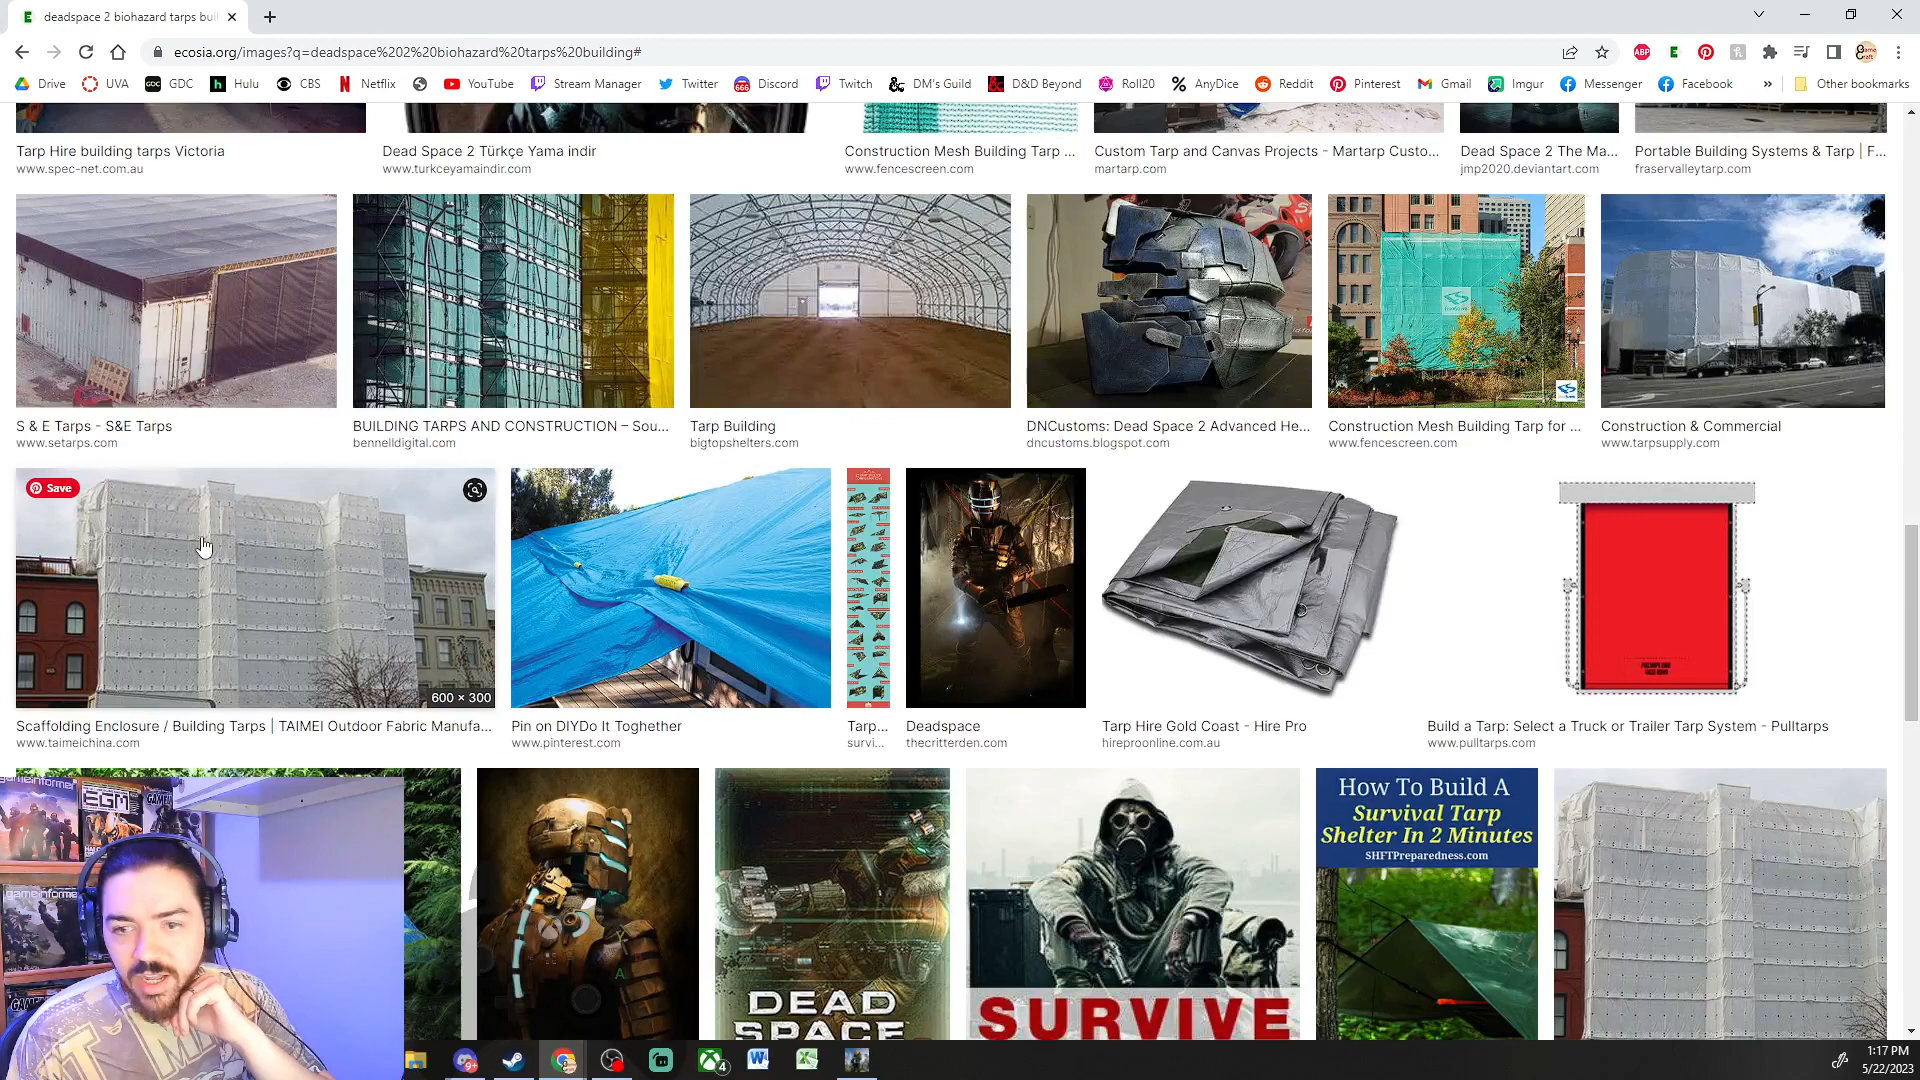 deadspace 2 biohazard tarps buil
ecosia.org/images?q=deadspace%202%20biohazard%20tarps%20building#
Drive
UVA
GDC
Hulu
CBS
Netflix
YouTube
Stream Manager
Twitter
Discord
Twitch
DM's Guild
D&D Beyond
Roll20
AnyDice
Reddit
Pinterest
Gmail
Imgur
Messenger
Facebook
»
Other bookmarks
Tarp Hire building tarps Victoria
www.spec-net.com.au
Dead Space 2 Türkçe Yama indir
www.turkceyamaindir.com
Construction Mesh Building Tarp ...
www.fencescreen.com
Custom Tarp and Canvas Projects - Martarp Custo...
martarp.com
Dead Space 2 The Ma...
jmp2020.deviantart.com
Portable Building Systems & Tarp | F...
fraservalleytarp.com
S & E Tarps - S&E Tarps
www.setarps.com
BUILDING TARPS AND CONSTRUCTION – Sou...
bennelldigital.com
Tarp Building
bigtopshelters.com
DNCustoms: Dead Space 2 Advanced He...
dncustoms.blogspot.com
Construction Mesh Building Tarp for ...
www.fencescreen.com
Construction & Commercial
www.tarpsupply.com
Save
600 × 300
Scaffolding Enclosure / Building Tarps | TAIMEI Outdoor Fabric Manufa...
www.taimeichina.com
Pin on DIYDo It Toghether
www.pinterest.com
Tarp...
survi...
Deadspace
thecritterden.com
Tarp Hire Gold Coast - Hire Pro
hireproonline.com.au
Build a Tarp: Select a Truck or Trailer Tarp System - Pulltarps
www.pulltarps.com
gameinformer
EGM
GAMEI
gameinformer
DEAD
SPACE
SURVIVE
How To Build A
Survival Tarp
Shelter In 2 Minutes
SHFTPreparedness.com
1:17 PM
5/22/2023